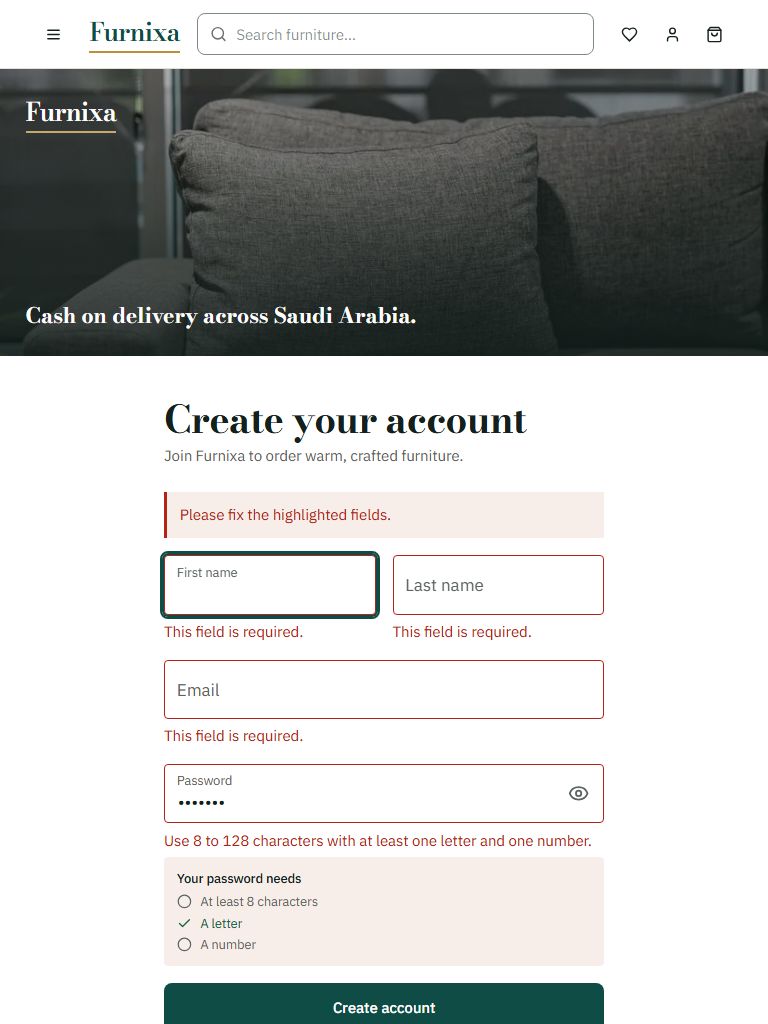 Furnixa
Search furniture...
Furnixa
Cash on delivery across Saudi Arabia.
Create your account
Join Furnixa to order warm, crafted furniture.
Please fix the highlighted fields.
First name
Last name
This field is required.
This field is required.
Email
This field is required.
Password
•••••••
Use 8 to 128 characters with at least one letter and one number.
Your password needs
At least 8 characters
A letter
A number
Create account